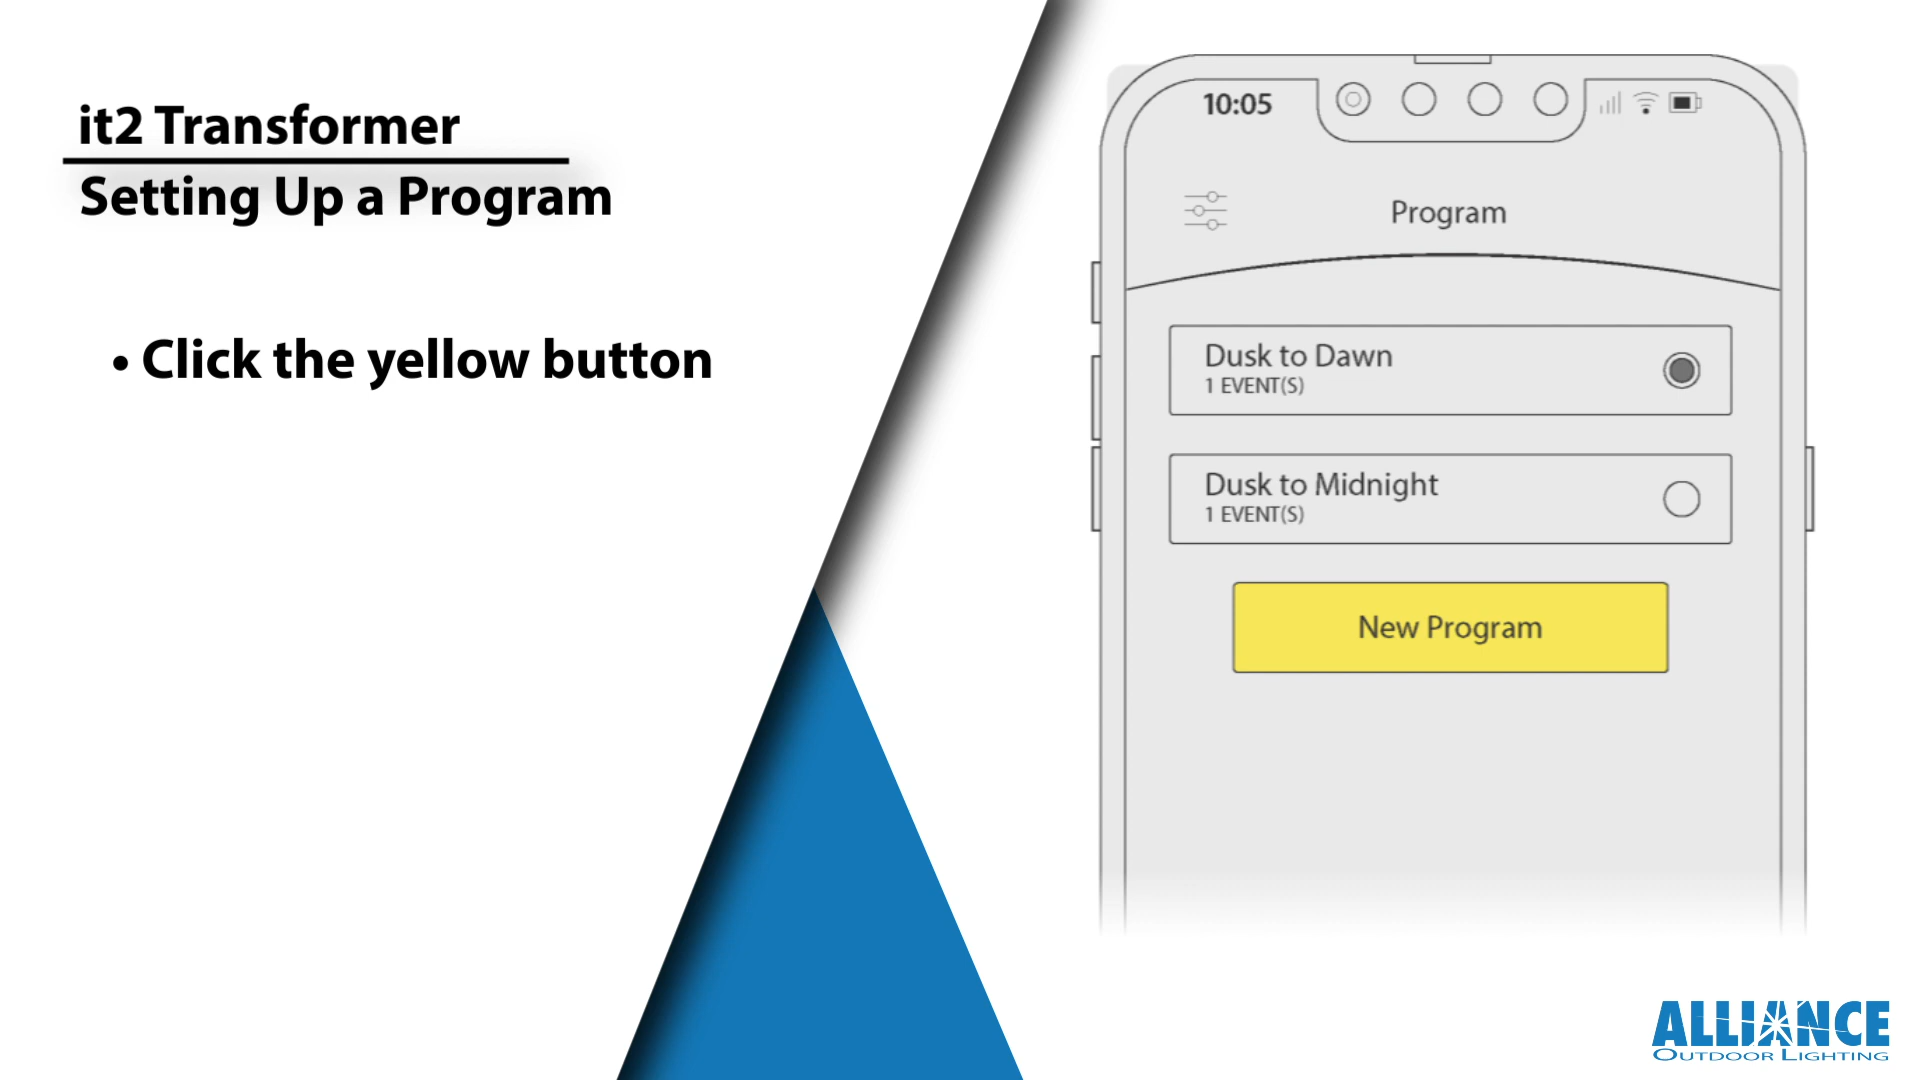 it2 Transformer
Setting Up a Program
• Click the yellow button
10:05
Program
Dusk to Dawn
1 EVENT(S)
Dusk to Midnight
1 EVENT(S)
New Program
ALLIANCE
OUTDOOR LIGHTING